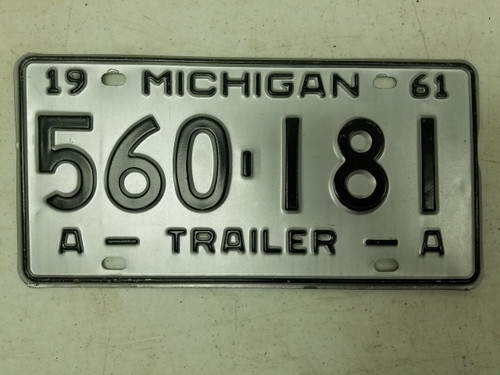 19 MICHIGAN 61
560-181
A - TRAILER - A